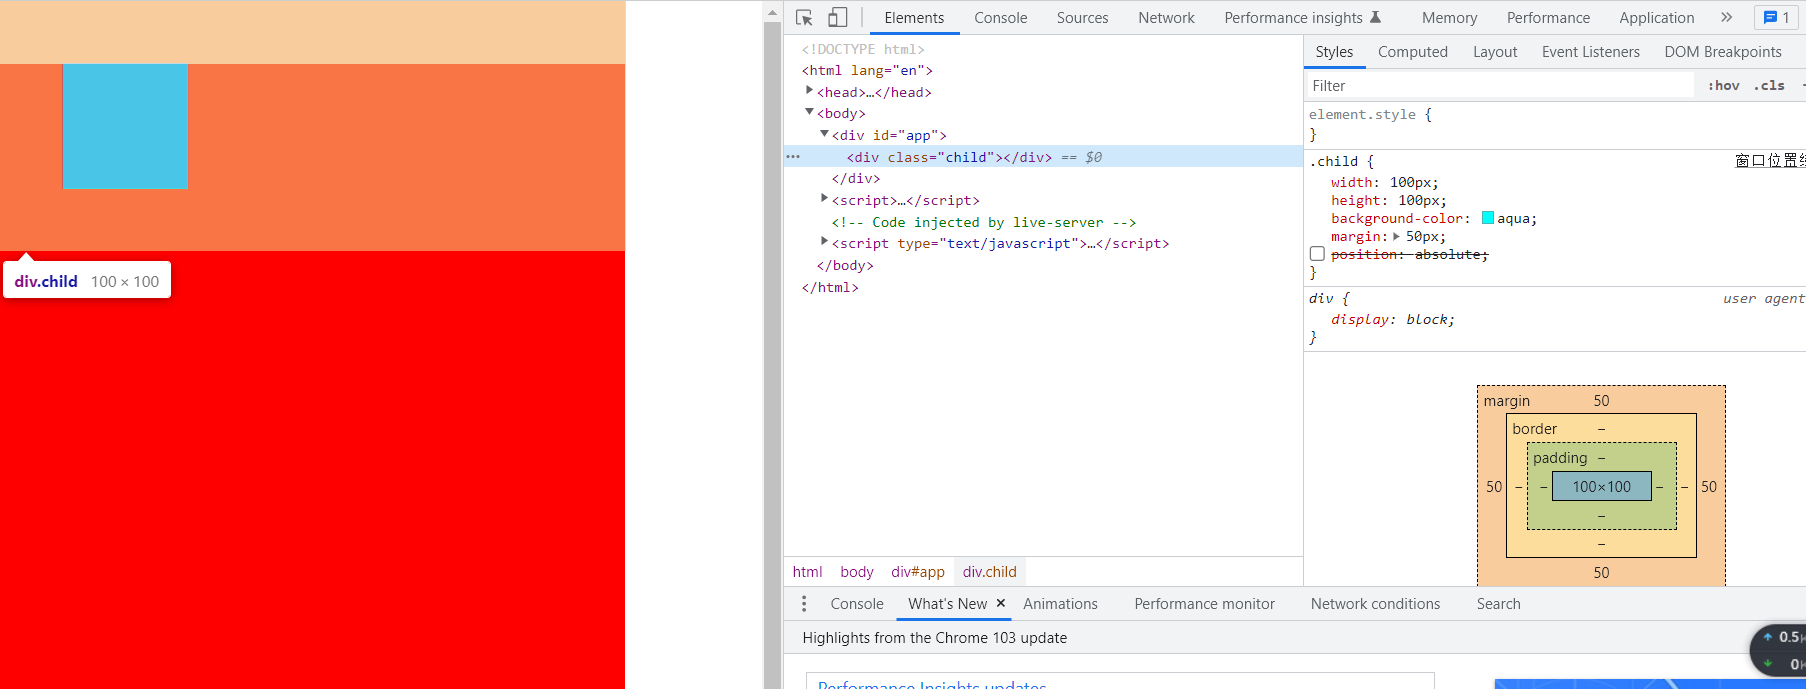 div.child 100 × 100
Elements Console Sources Network Performance insights Memory Performance Application » 1
<!DOCTYPE html>
<html lang="en">
<head>…</head>
<body>
<div id="app">
<div class="child"></div> == $0
</div>
<script>…</script>
<!-- Code injected by live-server -->
<script type="text/javascript">…</script>
</body>
</html>
html body div#app div.child
Styles Computed Layout Event Listeners DOM Breakpoints
Filter :hov .cls
element.style {
}
.child { 窗口位置
width: 100px;
height: 100px;
background-color: aqua;
margin: 50px;
position: absolute;
}
div { user agent
display: block;
}
margin 50
border –
padding –
50 – – 100×100 – – 50
–
–
50
Console What's New × Animations Performance monitor Network conditions Search
Highlights from the Chrome 103 update
Performance Insights updates
0.5
0